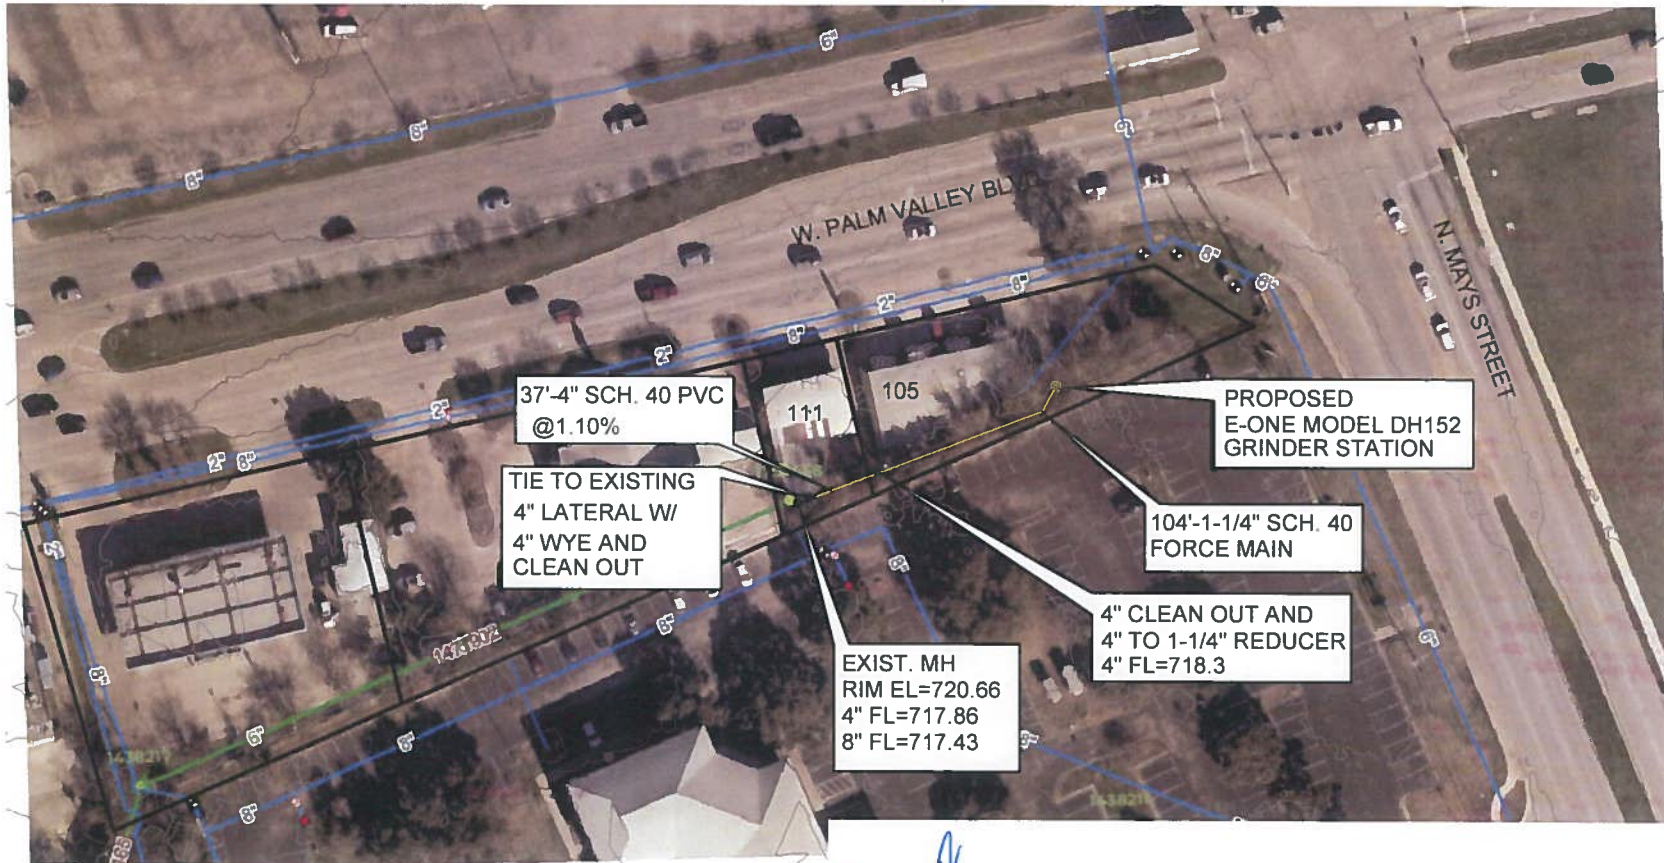 6"
8"
8"
6"
W. PALM VALLEY BLVD
N. MAYS STREET
8"
2"
8"
8"
2"
2"
2"
8"
37'-4" SCH. 40 PVC
@1.10%
111
105
PROPOSED
E-ONE MODEL DH152
GRINDER STATION
TIE TO EXISTING
4" LATERAL W/
4" WYE AND
CLEAN OUT
104'-1-1/4" SCH. 40
FORCE MAIN
4" CLEAN OUT AND
4" TO 1-1/4" REDUCER
4" FL=718.3
EXIST. MH
RIM EL=720.66
4" FL=717.86
8" FL=717.43
8"
8"
8"
6"
8"
8"